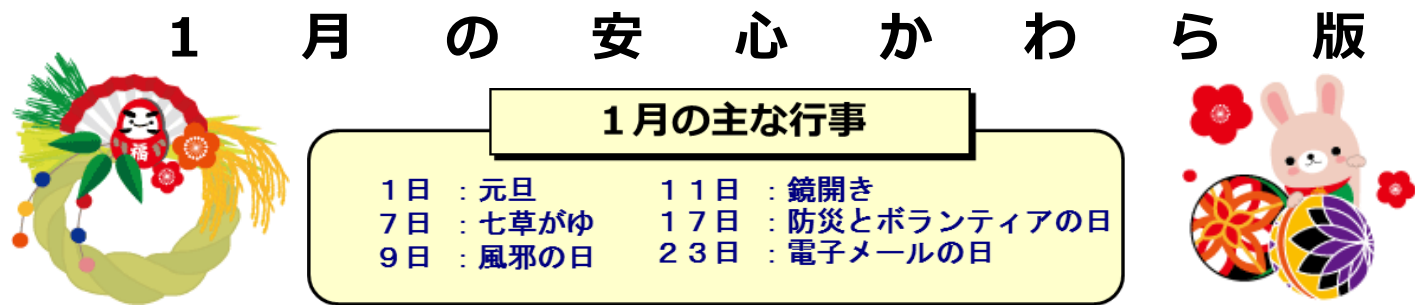 １月の安心かわら版
１月の主な行事
１日 ：元旦
７日 ：七草がゆ
９日 ：風邪の日
１１日 ：鏡開き
１７日 ：防災とボランティアの日
２３日 ：電子メールの日
福